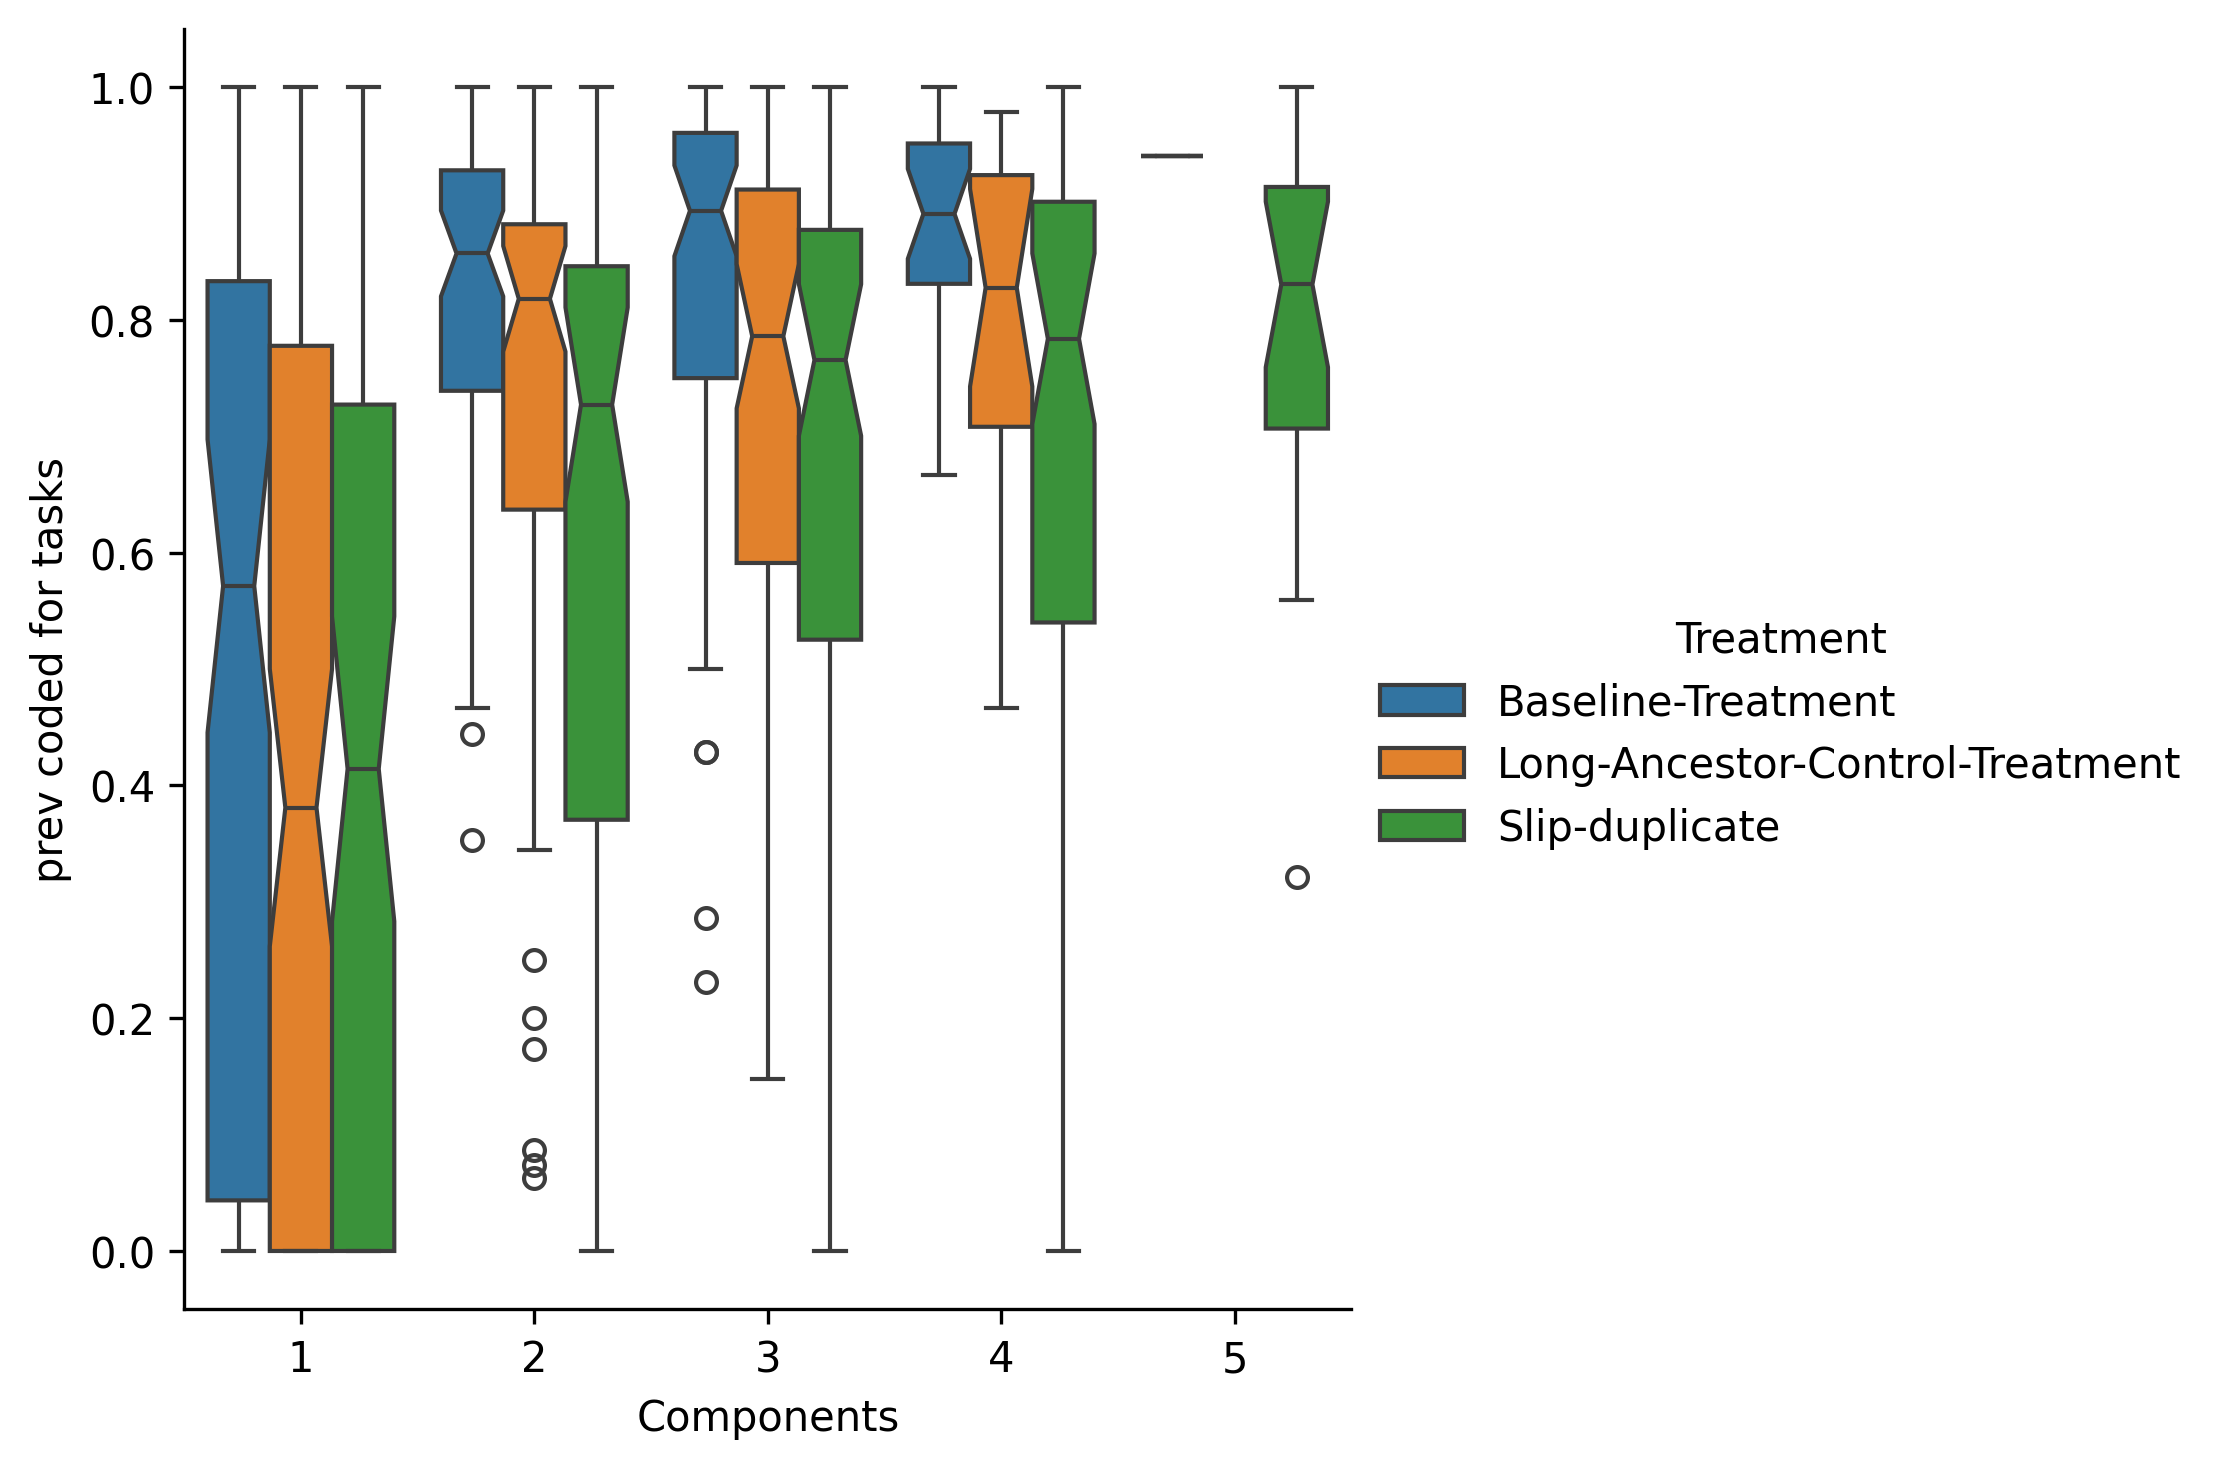 1.0
0.8
0.6
0.4
0.2
0.0
prev coded for tasks
1 2 3 4 5
Components
Treatment
Baseline-Treatment
Long-Ancestor-Control-Treatment
Slip-duplicate